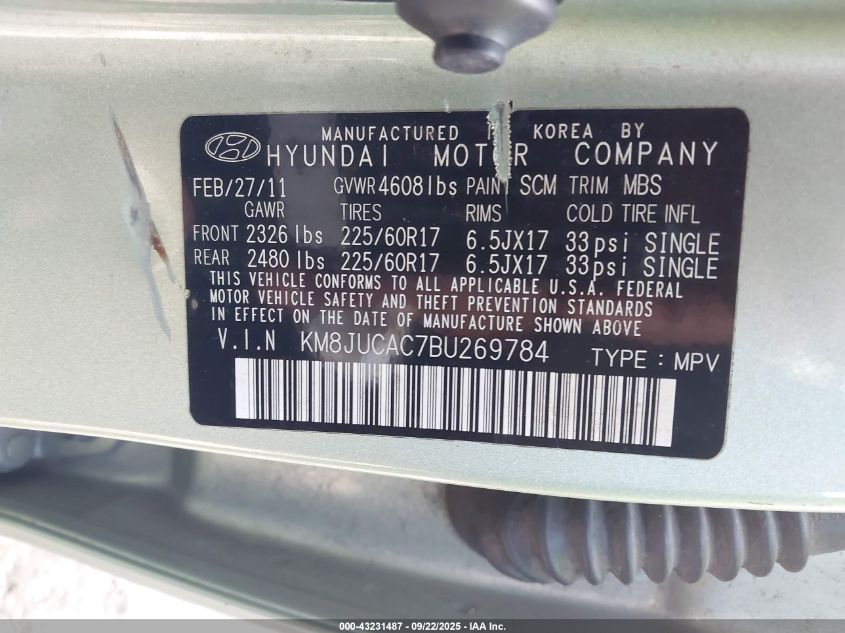 MANUFACTURED IN KOREA BY
HYUNDAI MOTOR COMPANY
FEB/27/11 GVWR 4608lbs PAINT SCM TRIM MBS
GAWR TIRES RIMS COLD TIRE INFL
FRONT 2326 lbs 225/60R17 6.5JX17 33psi SINGLE
REAR 2480 lbs 225/60R17 6.5JX17 33psi SINGLE
THIS VEHICLE CONFORMS TO ALL APPLICABLE U.S.A. FEDERAL
MOTOR VEHICLE SAFETY AND THEFT PREVENTION STANDARDS
IN EFFECT ON THE DATE OF MANUFACTURE SHOWN ABOVE
V.I.N KM8JUCAC7BU269784 TYPE : MPV
000-43231487 - 09/22/2025 - IAA Inc.